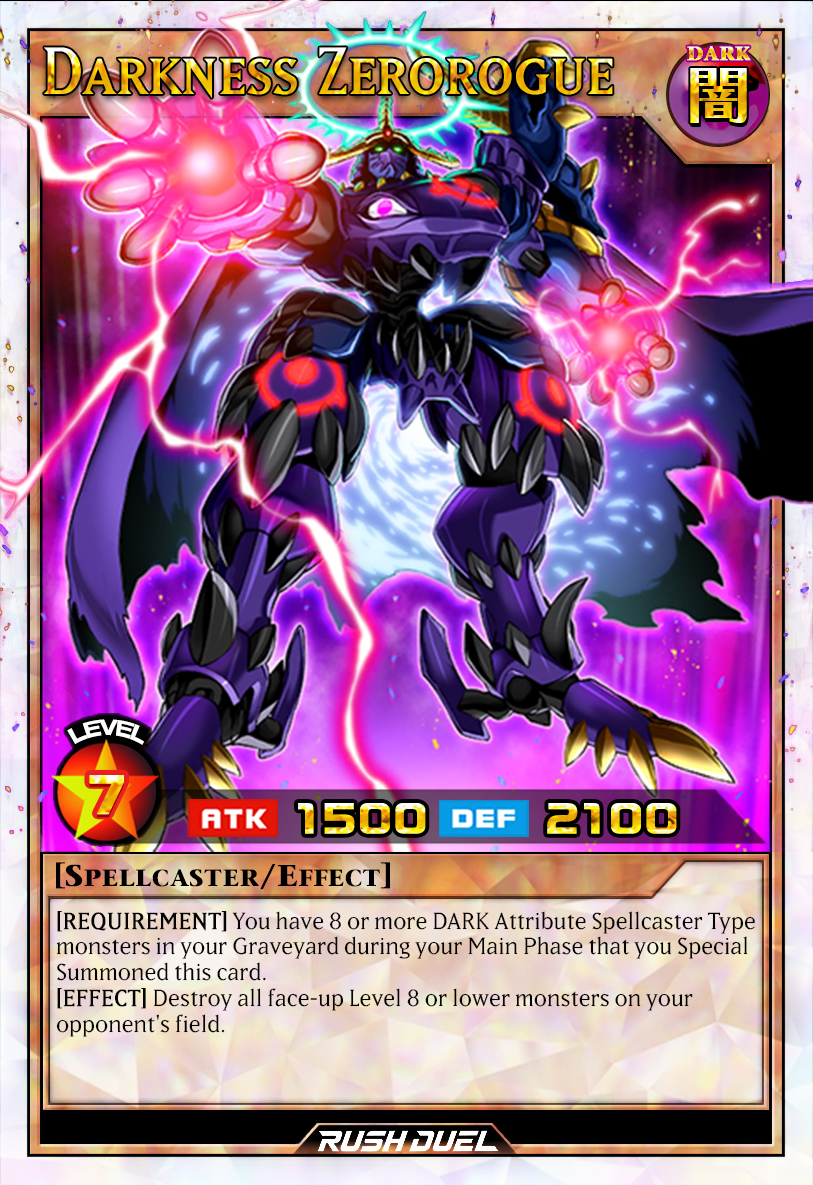 Darkness Zerorogue
DARK
闇
LEVEL
7
ATK 1500 DEF 2100
[Spellcaster/Effect]
[REQUIREMENT] You have 8 or more DARK Attribute Spellcaster Type
monsters in your Graveyard during your Main Phase that you Special
Summoned this card.
[EFFECT] Destroy all face-up Level 8 or lower monsters on your
opponent's field.
RUSH DUEL